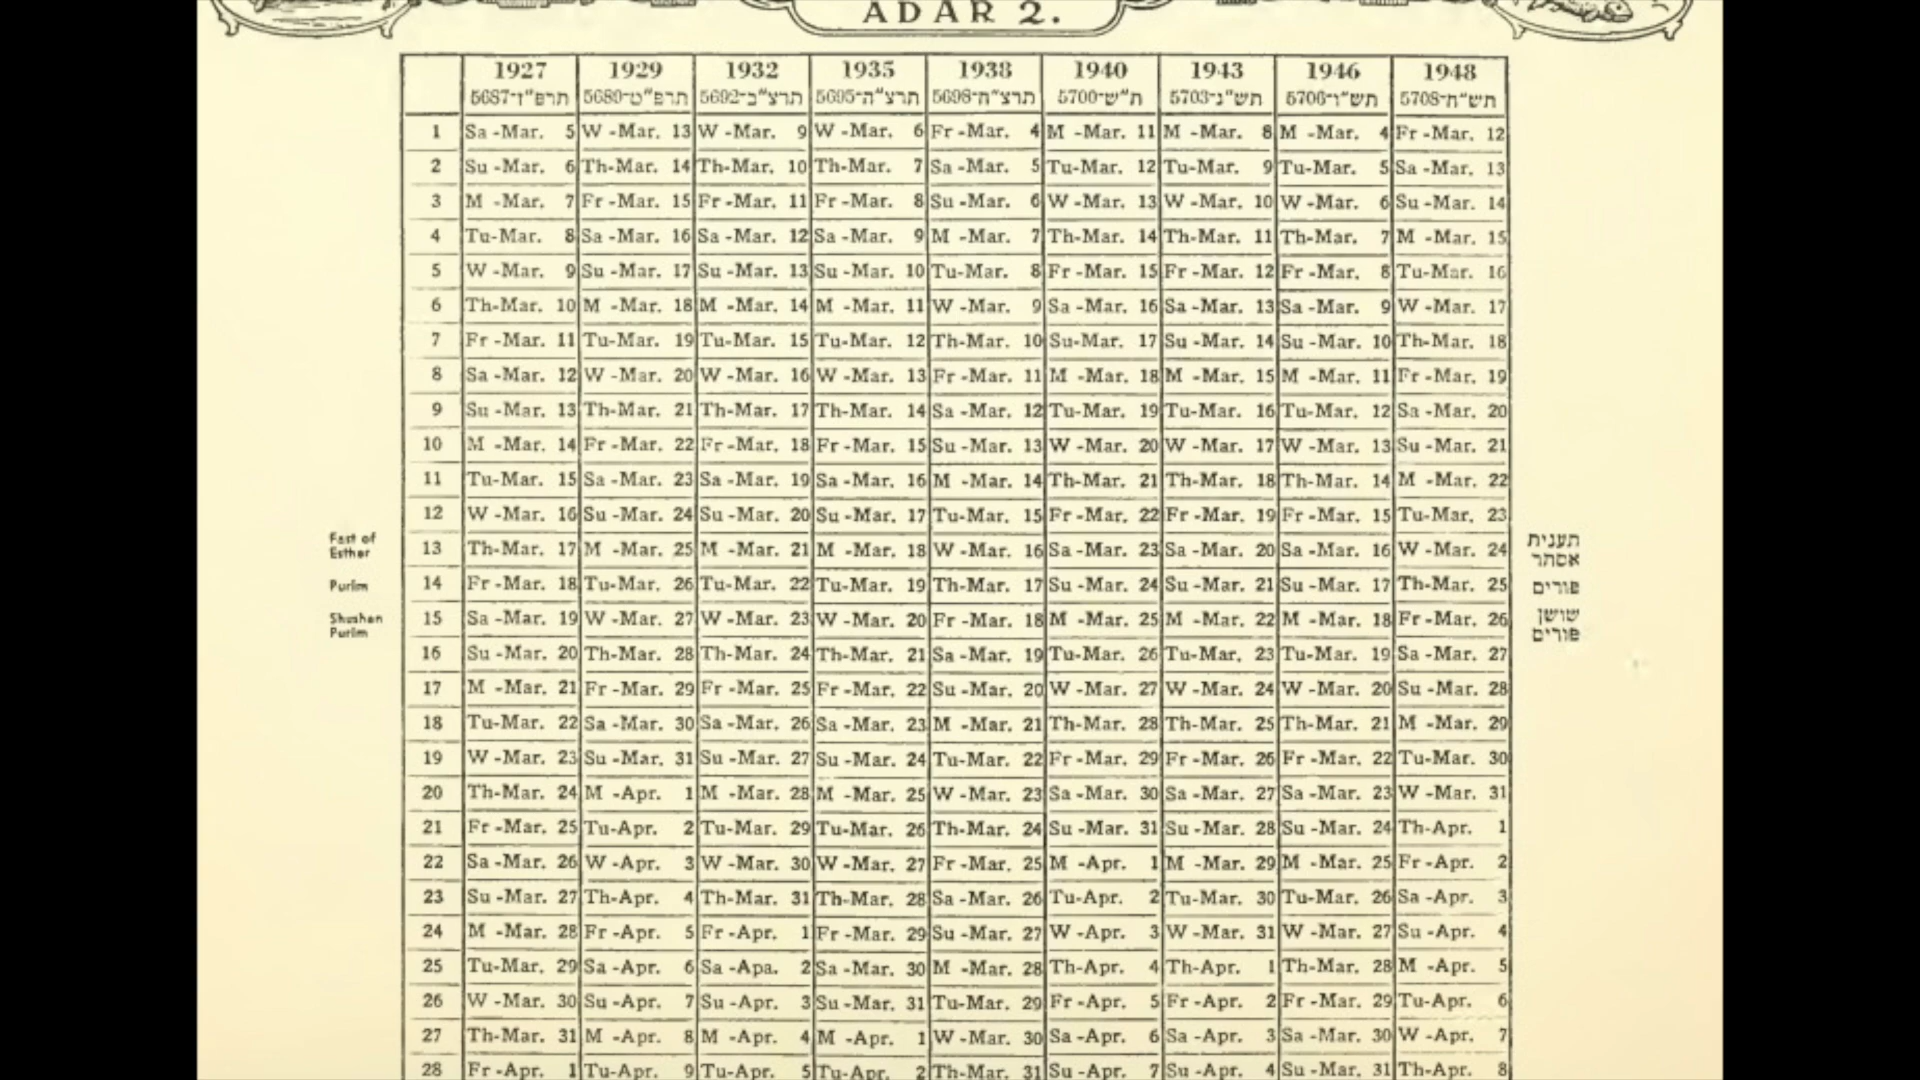 ADAR 2.
1927 1929 1932 1935 1938 1940 1943 1946 1948
5687-תרפ"ז 5689-תרפ"ט 5692-תרצ"ב 5695-תרצ"ה 5698-תרצ"ח 5700-ת"ש 5703-תש"ג 5706-תש"ו 5708-תש"ח
1 Sa -Mar. 5 W -Mar. 13 W -Mar. 9 W -Mar. 6 Fr -Mar. 4 M -Mar. 11 M -Mar. 8 M -Mar. 4 Fr -Mar. 12
2 Su -Mar. 6 Th-Mar. 14 Th-Mar. 10 Th-Mar. 7 Sa -Mar. 5 Tu-Mar. 12 Tu-Mar. 9 Tu-Mar. 5 Sa -Mar. 13
3 M -Mar. 7 Fr -Mar. 15 Fr -Mar. 11 Fr -Mar. 8 Su -Mar. 6 W -Mar. 13 W -Mar. 10 W -Mar. 6 Su -Mar. 14
4 Tu-Mar. 8 Sa -Mar. 16 Sa -Mar. 12 Sa -Mar. 9 M -Mar. 7 Th-Mar. 14 Th-Mar. 11 Th-Mar. 7 M -Mar. 15
5 W -Mar. 9 Su -Mar. 17 Su -Mar. 13 Su -Mar. 10 Tu-Mar. 8 Fr -Mar. 15 Fr -Mar. 12 Fr -Mar. 8 Tu-Mar. 16
6 Th-Mar. 10 M -Mar. 18 M -Mar. 14 M -Mar. 11 W -Mar. 9 Sa -Mar. 16 Sa -Mar. 13 Sa -Mar. 9 W -Mar. 17
7 Fr -Mar. 11 Tu-Mar. 19 Tu-Mar. 15 Tu-Mar. 12 Th-Mar. 10 Su-Mar. 17 Su -Mar. 14 Su -Mar. 10 Th-Mar. 18
8 Sa -Mar. 12 W -Mar. 20 W -Mar. 16 W -Mar. 13 Fr -Mar. 11 M -Mar. 18 M -Mar. 15 M -Mar. 11 Fr -Mar. 19
9 Su -Mar. 13 Th-Mar. 21 Th-Mar. 17 Th-Mar. 14 Sa -Mar. 12 Tu-Mar. 19 Tu-Mar. 16 Tu-Mar. 12 Sa -Mar. 20
10 M -Mar. 14 Fr -Mar. 22 Fr -Mar. 18 Fr -Mar. 15 Su -Mar. 13 W -Mar. 20 W -Mar. 17 W -Mar. 13 Su -Mar. 21
11 Tu-Mar. 15 Sa -Mar. 23 Sa -Mar. 19 Sa -Mar. 16 M -Mar. 14 Th-Mar. 21 Th-Mar. 18 Th-Mar. 14 M -Mar. 22
12 W -Mar. 16 Su -Mar. 24 Su -Mar. 20 Su -Mar. 17 Tu-Mar. 15 Fr -Mar. 22 Fr -Mar. 19 Fr -Mar. 15 Tu-Mar. 23
Fast of
Esther
13 Th-Mar. 17 M -Mar. 25 M -Mar. 21 M -Mar. 18 W -Mar. 16 Sa -Mar. 23 Sa -Mar. 20 Sa -Mar. 16 W -Mar. 24
תענית
אסתר
Purim 14 Fr -Mar. 18 Tu-Mar. 26 Tu-Mar. 22 Tu-Mar. 19 Th-Mar. 17 Su -Mar. 24 Su -Mar. 21 Su -Mar. 17 Th-Mar. 25 פורים
Shushan
Purim
15 Sa -Mar. 19 W -Mar. 27 W -Mar. 23 W -Mar. 20 Fr -Mar. 18 M -Mar. 25 M -Mar. 22 M -Mar. 18 Fr -Mar. 26
שושן
פורים
16 Su -Mar. 20 Th-Mar. 28 Th-Mar. 24 Th-Mar. 21 Sa -Mar. 19 Tu-Mar. 26 Tu-Mar. 23 Tu-Mar. 19 Sa -Mar. 27
17 M -Mar. 21 Fr -Mar. 29 Fr -Mar. 25 Fr -Mar. 22 Su -Mar. 20 W -Mar. 27 W -Mar. 24 W -Mar. 20 Su -Mar. 28
18 Tu-Mar. 22 Sa -Mar. 30 Sa -Mar. 26 Sa -Mar. 23 M -Mar. 21 Th-Mar. 28 Th-Mar. 25 Th-Mar. 21 M -Mar. 29
19 W -Mar. 23 Su -Mar. 31 Su -Mar. 27 Su -Mar. 24 Tu-Mar. 22 Fr -Mar. 29 Fr -Mar. 26 Fr -Mar. 22 Tu-Mar. 30
20 Th-Mar. 24 M -Apr. 1 M -Mar. 28 M -Mar. 25 W -Mar. 23 Sa -Mar. 30 Sa -Mar. 27 Sa -Mar. 23 W -Mar. 31
21 Fr -Mar. 25 Tu-Apr. 2 Tu-Mar. 29 Tu-Mar. 26 Th-Mar. 24 Su -Mar. 31 Su -Mar. 28 Su -Mar. 24 Th-Apr. 1
22 Sa -Mar. 26 W -Apr. 3 W -Mar. 30 W -Mar. 27 Fr -Mar. 25 M -Apr. 1 M -Mar. 29 M -Mar. 25 Fr -Apr. 2
23 Su -Mar. 27 Th-Apr. 4 Th-Mar. 31 Th-Mar. 28 Sa -Mar. 26 Tu-Apr. 2 Tu-Mar. 30 Tu-Mar. 26 Sa -Apr. 3
24 M -Mar. 28 Fr -Apr. 5 Fr -Apr. 1 Fr -Mar. 29 Su -Mar. 27 W -Apr. 3 W -Mar. 31 W -Mar. 27 Su -Apr. 4
25 Tu-Mar. 29 Sa -Apr. 6 Sa -Apa. 2 Sa -Mar. 30 M -Mar. 28 Th-Apr. 4 Th-Apr. 1 Th-Mar. 28 M -Apr. 5
26 W -Mar. 30 Su -Apr. 7 Su -Apr. 3 Su -Mar. 31 Tu-Mar. 29 Fr -Apr. 5 Fr -Apr. 2 Fr -Mar. 29 Tu-Apr. 6
27 Th-Mar. 31 M -Apr. 8 M -Apr. 4 M -Apr. 1 W -Mar. 30 Sa -Apr. 6 Sa -Apr. 3 Sa -Mar. 30 W -Apr. 7
28 Fr -Apr. 1 Tu-Apr. 9 Tu-Apr. 5 Tu-Apr. 2 Th-Mar. 31 Su -Apr. 7 Su -Apr. 4 Su -Mar. 31 Th-Apr. 8